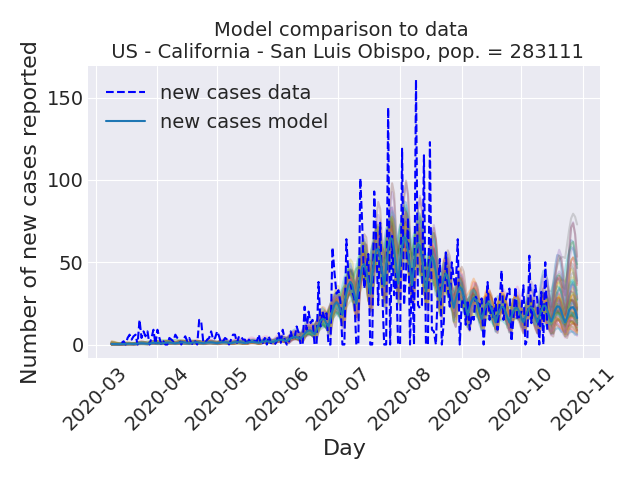 Model comparison to data
US - California - San Luis Obispo, pop. = 283111
Number of new cases reported
150
100
50
0
new cases data
new cases model
2020-03
2020-04
2020-05
2020-06
2020-07
2020-08
2020-09
2020-10
2020-11
Day